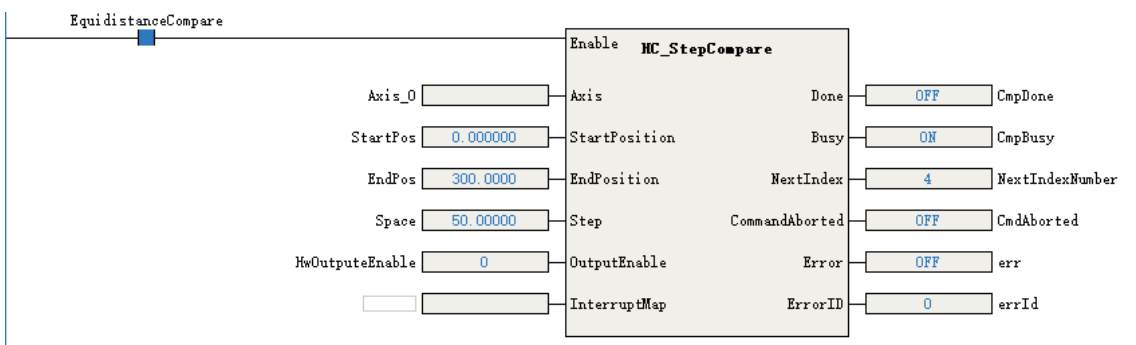 EquidistanceCompare
Enable HC_StepCompare
Axis_0 Axis Done OFF CmpDone
StartPos 0.000000 StartPosition Busy ON CmpBusy
EndPos 300.0000 EndPosition NextIndex 4 NextIndexNumber
Space 50.00000 Step CommandAborted OFF CmdAborted
HwOutputeEnable 0 OutputEnable Error OFF err
InterruptMap ErrorID 0 errId